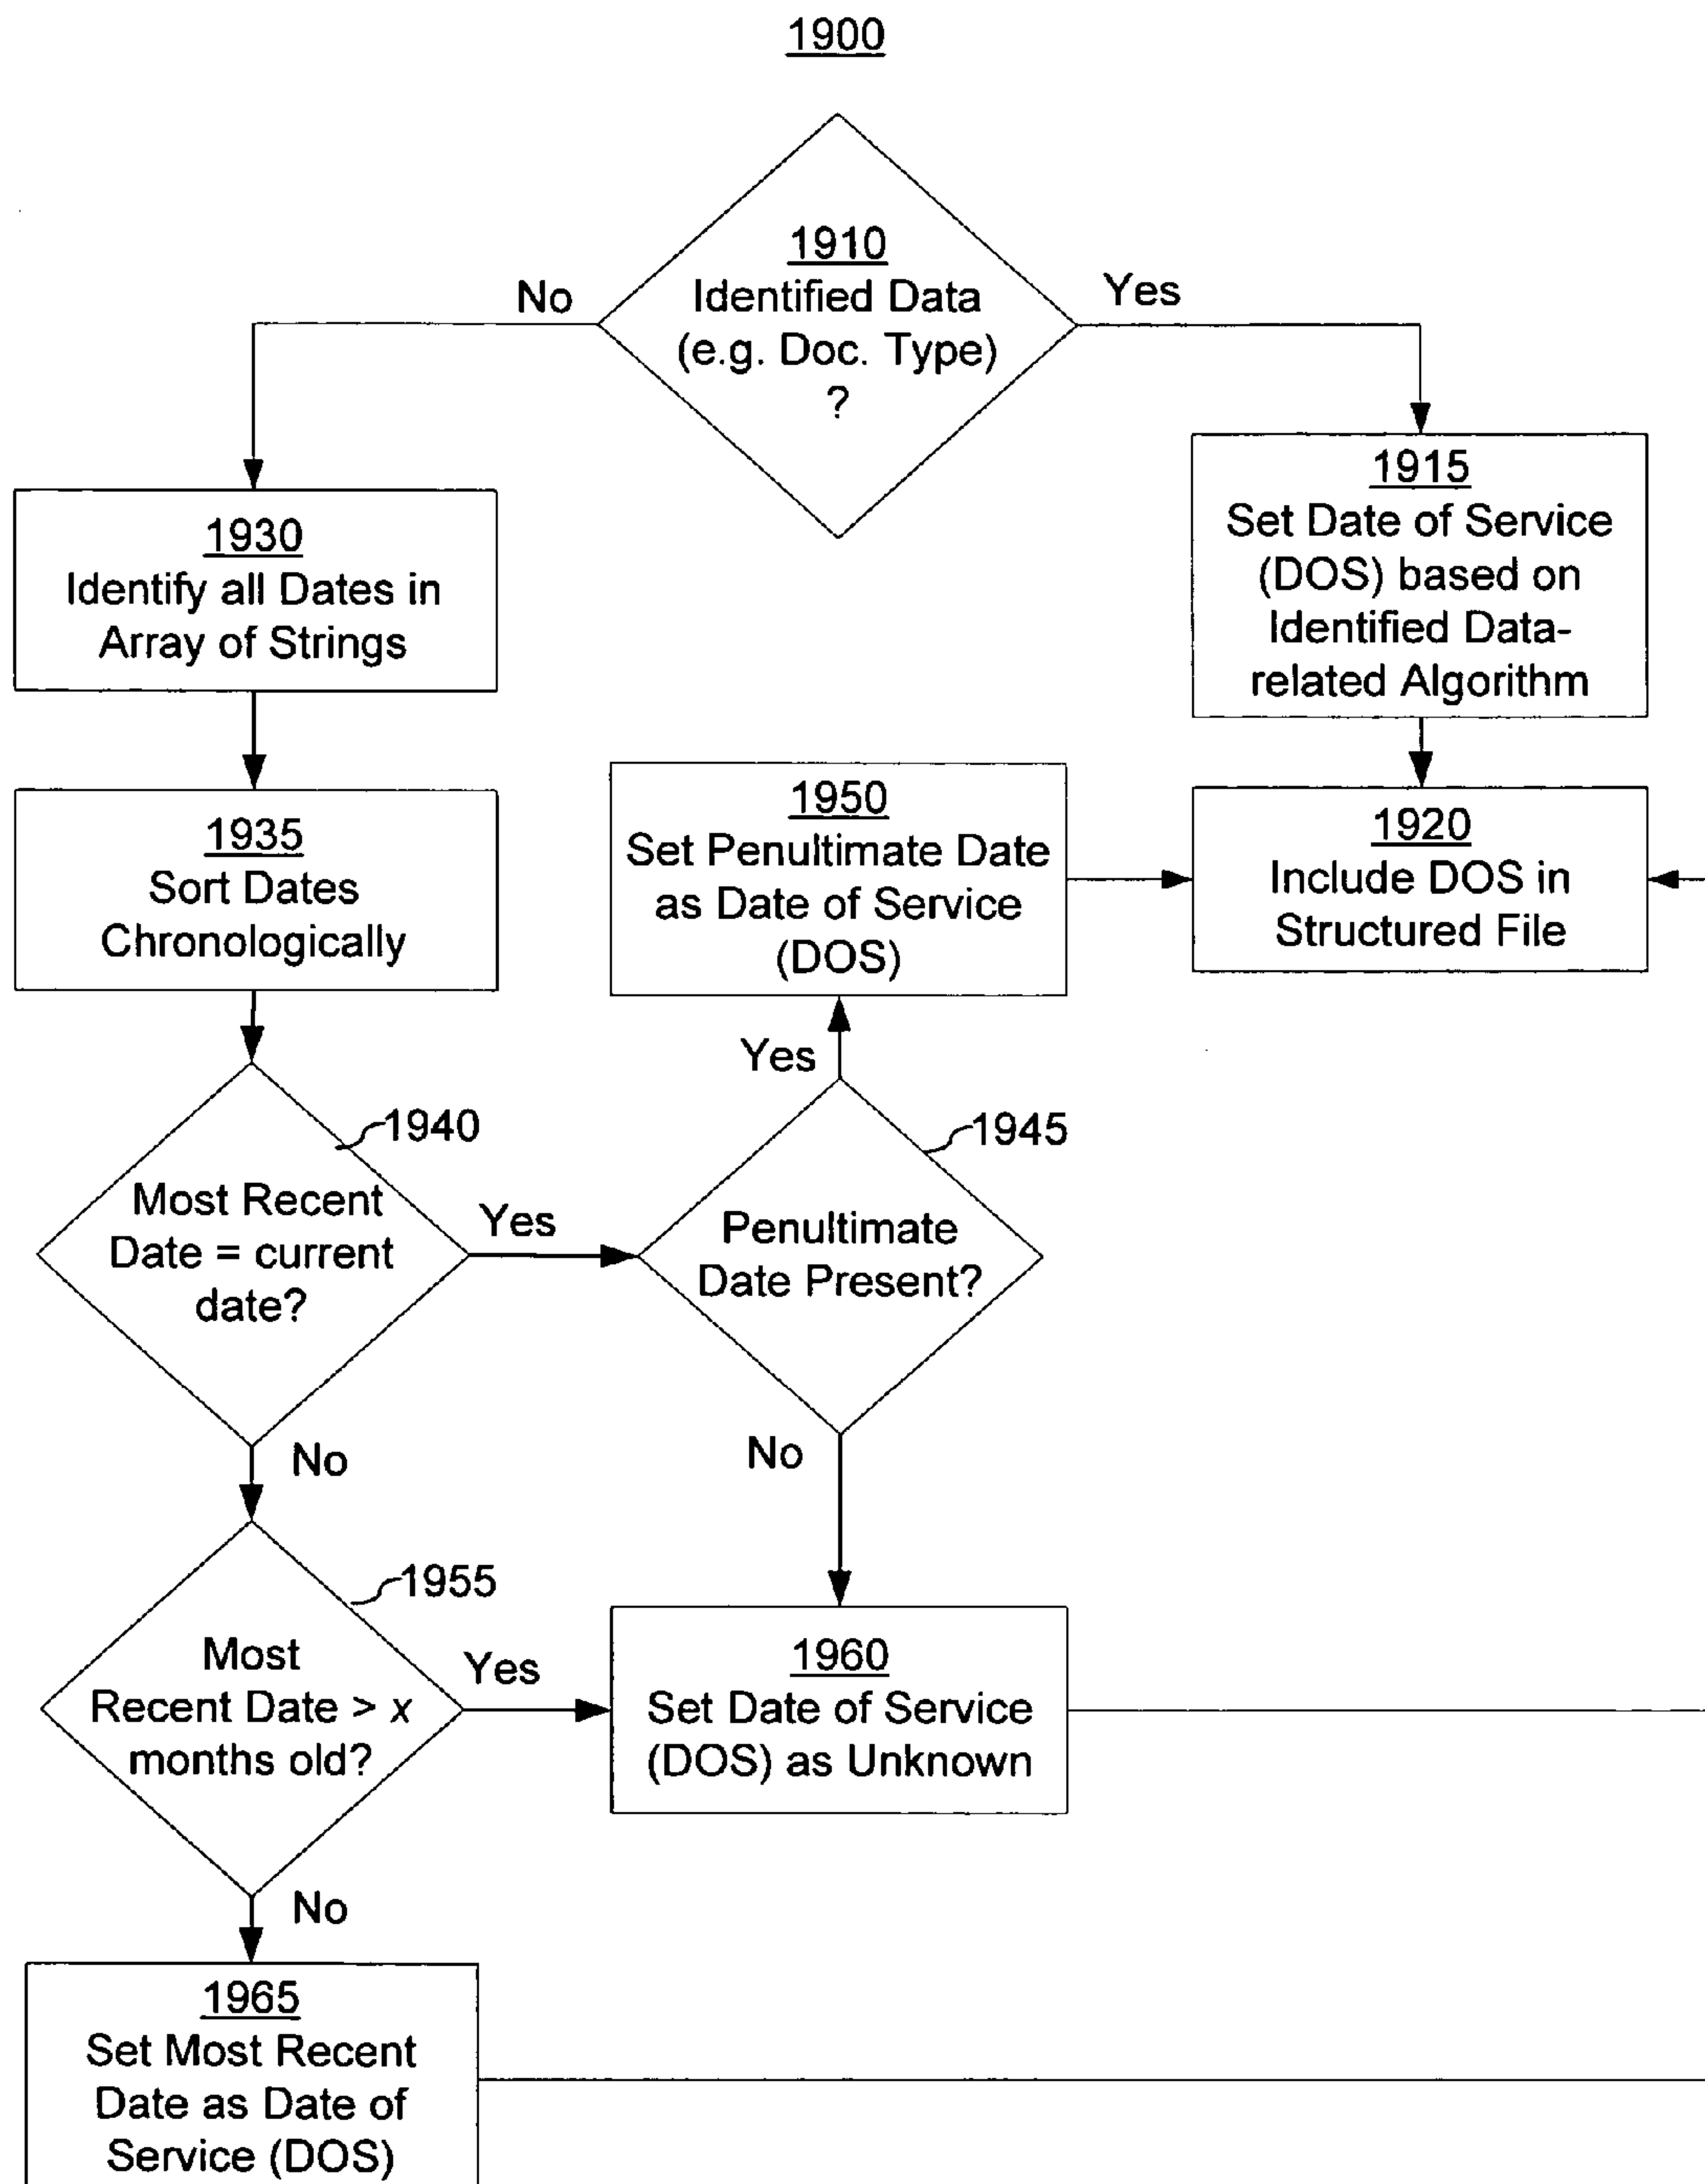 1900
1910
Identified Data
(e.g. Doc. Type)
?
No
Yes
1915
Set Date of Service
(DOS) based on
Identified Data-
related Algorithm
1930
Identify all Dates in
Array of Strings
1950
Set Penultimate Date
as Date of Service
(DOS)
1920
Include DOS in
Structured File
1935
Sort Dates
Chronologically
Yes
1940
1945
Most Recent
Date = current
date?
Yes
Penultimate
Date Present?
No
No
1955
Most
Recent Date > x
months old?
Yes
1960
Set Date of Service
(DOS) as Unknown
No
1965
Set Most Recent
Date as Date of
Service (DOS)